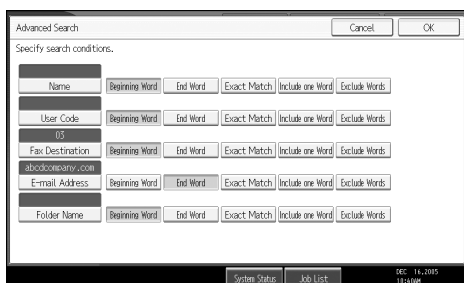 Advanced Search Cancel OK
Specify search conditions.
Name Beginning Word End Word Exact Match Include one Word Exclude Words
User Code Beginning Word End Word Exact Match Include one Word Exclude Words
03
Fax Destination Beginning Word End Word Exact Match Include one Word Exclude Words
abcdcompany.com
E-mail Address Beginning Word End Word Exact Match Include one Word Exclude Words
Folder Name Beginning Word End Word Exact Match Include one Word Exclude Words
System Status Job List DEC 16,2005
10:40AM